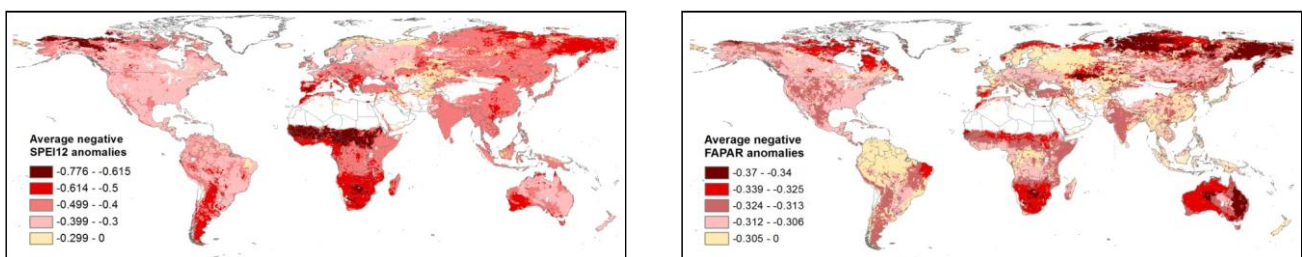 Average negative
SPEI12 anomalies
-0.776 - -0.615
-0.614 - -0.5
-0.499 - -0.4
-0.399 - -0.3
-0.299 - 0
Average negative
FAPAR anomalies
-0.37 - -0.34
-0.339 - -0.325
-0.324 - -0.313
-0.312 - -0.306
-0.305 - 0